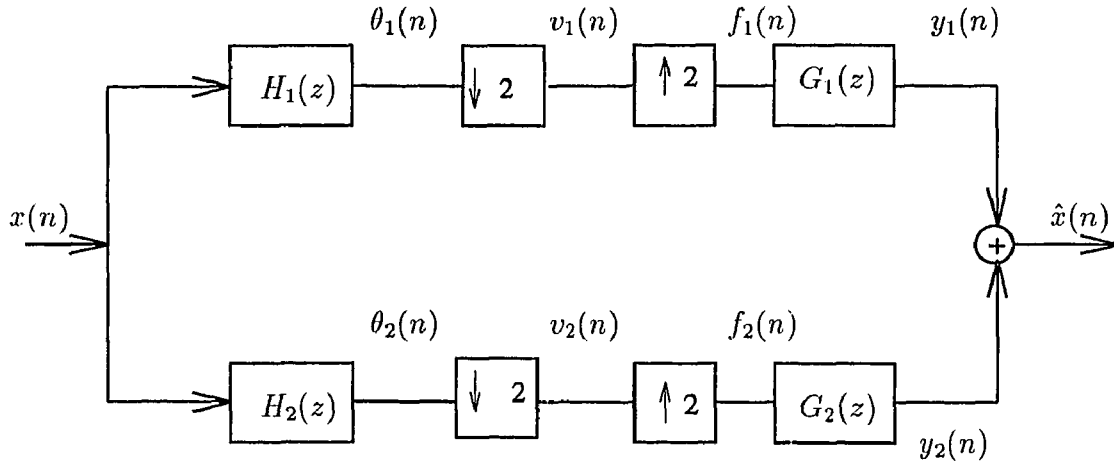 θ₁(n) v₁(n) f₁(n) y₁(n)
H₁(z) ↓ 2 ↑ 2 G₁(z)
x(n) + x̂(n)
θ₂(n) v₂(n) f₂(n)
H₂(z) ↓ 2 ↑ 2 G₂(z)
y₂(n)